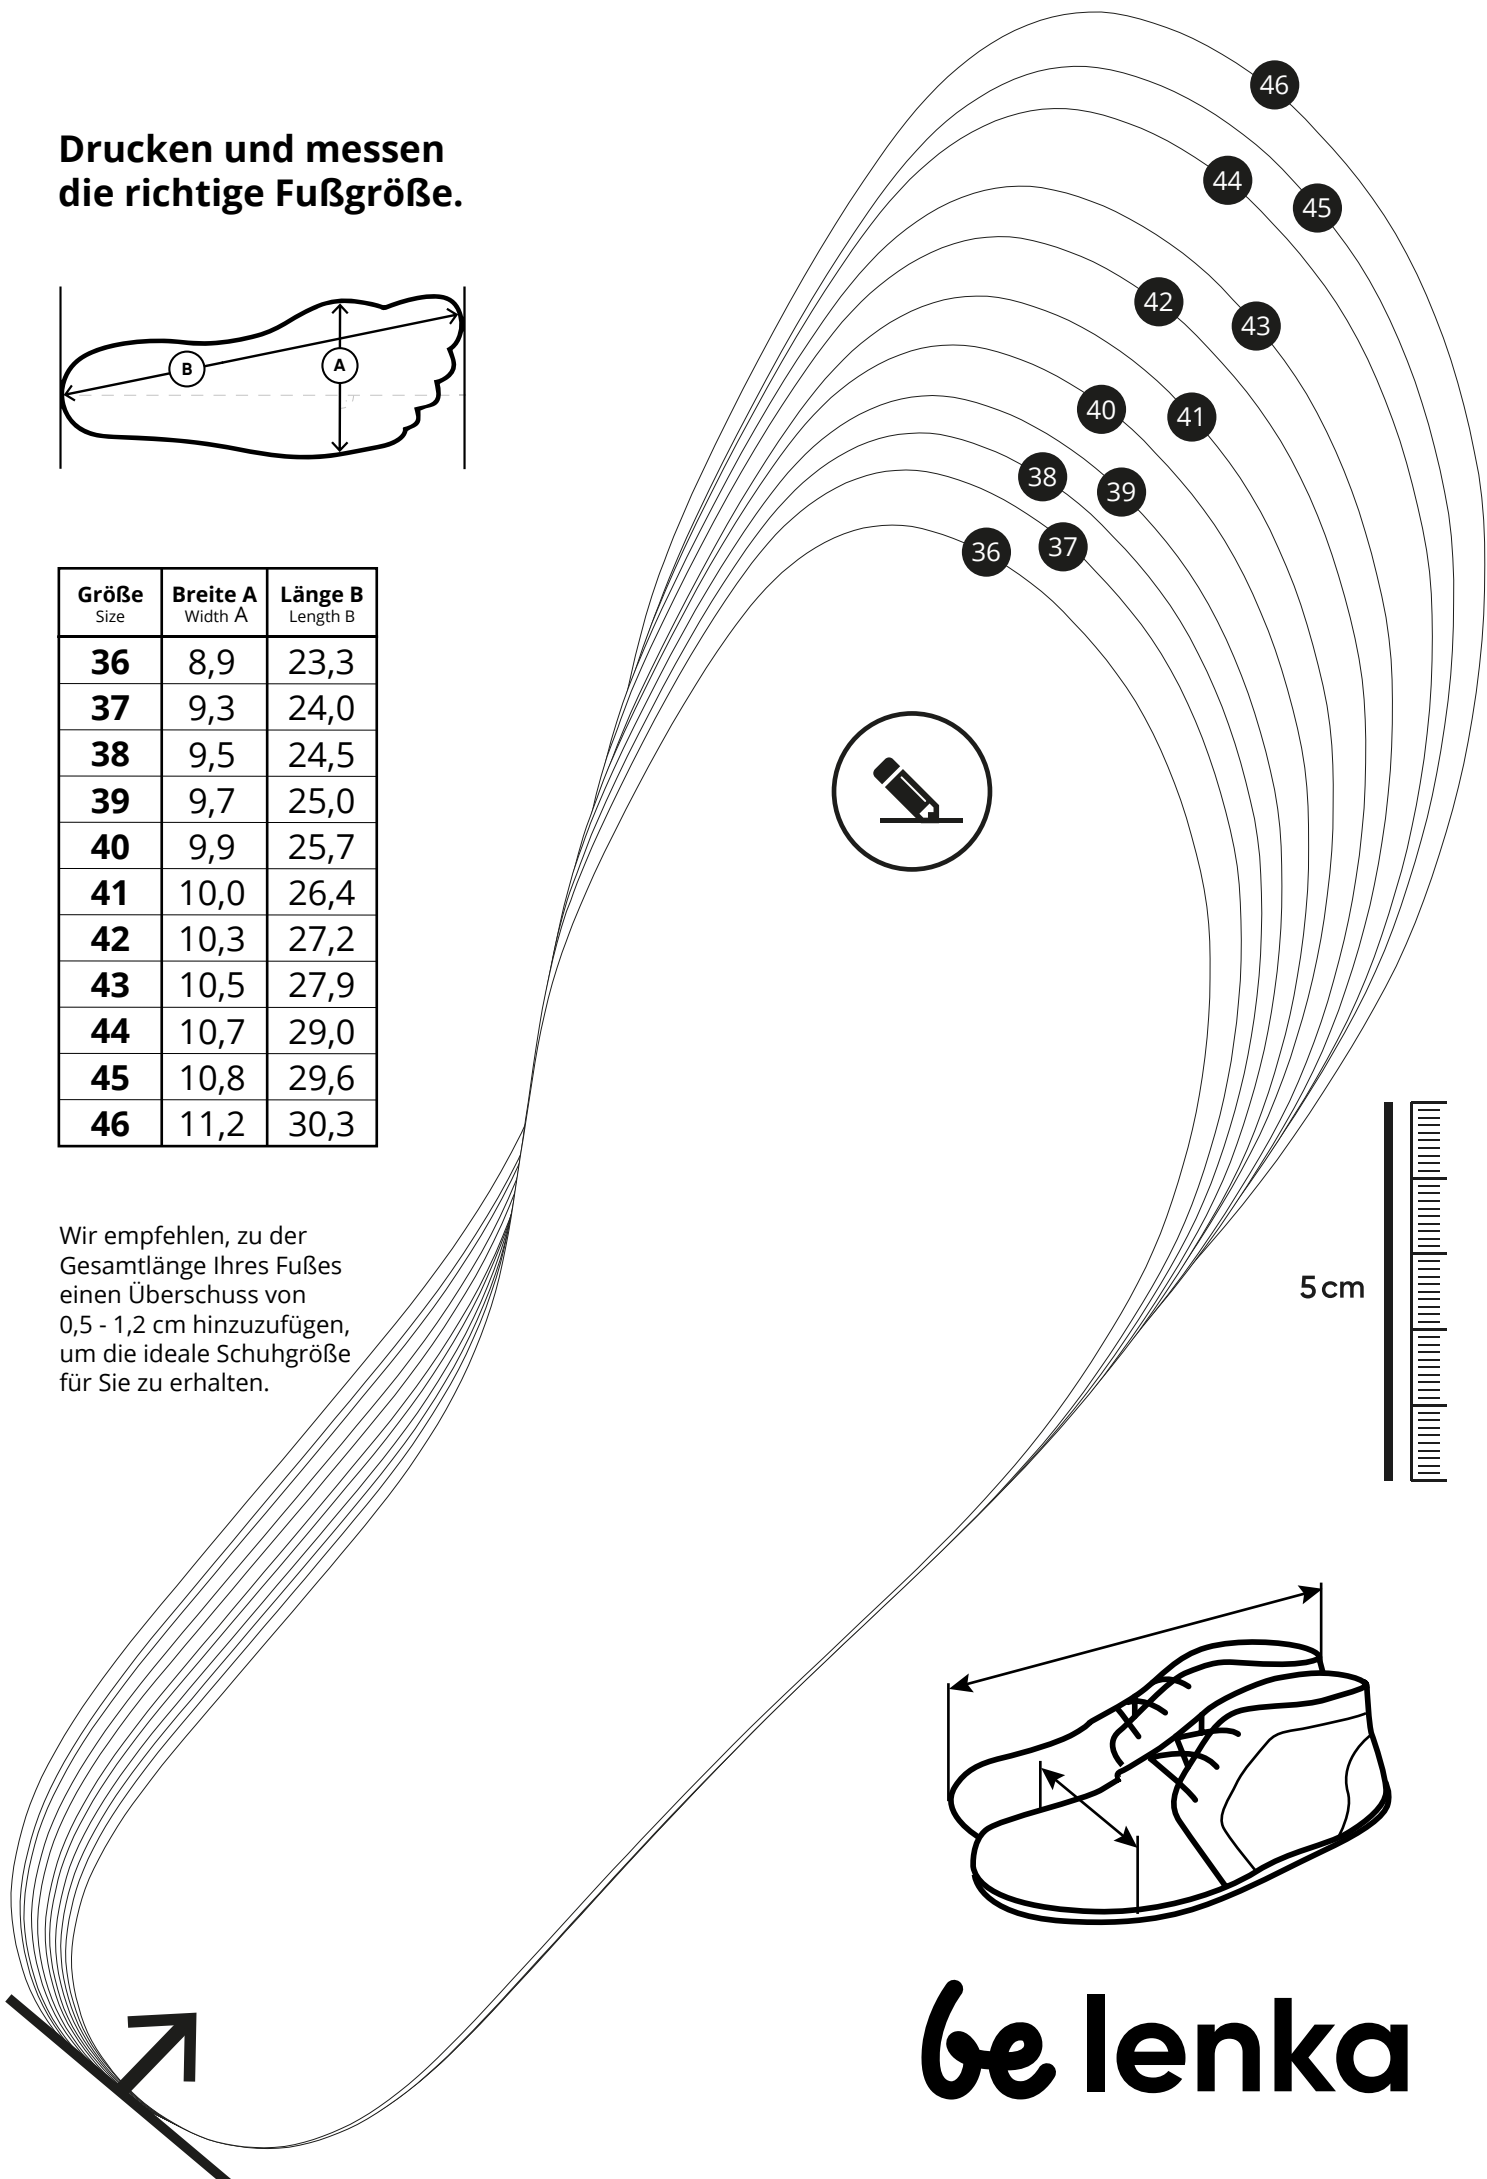 Drucken und messen
die richtige Fußgröße.
B
A
Größe Breite A Länge B
Size Width A Length B
36 8,9 23,3
37 9,3 24,0
38 9,5 24,5
39 9,7 25,0
40 9,9 25,7
41 10,0 26,4
42 10,3 27,2
43 10,5 27,9
44 10,7 29,0
45 10,8 29,6
46 11,2 30,3
Wir empfehlen, zu der
Gesamtlänge Ihres Fußes
einen Überschuss von
0,5 - 1,2 cm hinzuzufügen,
um die ideale Schuhgröße
für Sie zu erhalten.
46
44
45
42
43
40
41
38
39
36
37
5 cm
be lenka